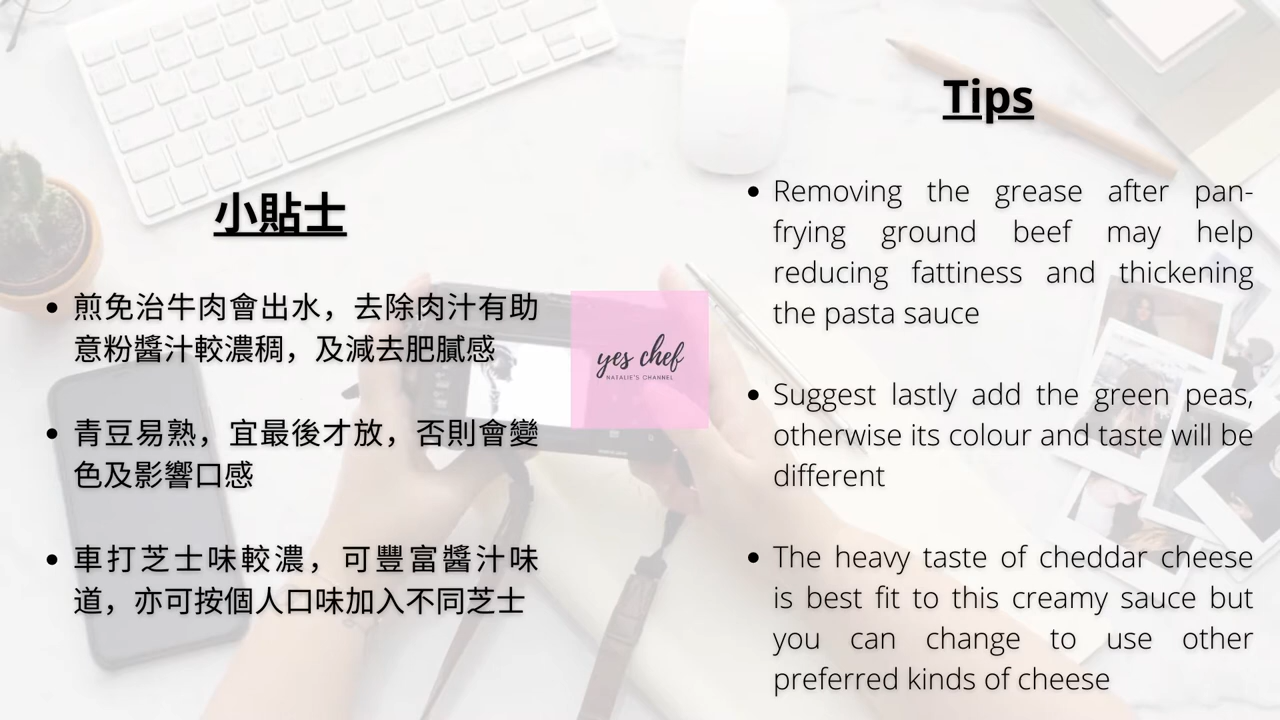 小貼士
• 煎免治牛肉會出水，去除肉汁有助
意粉醬汁較濃稠，及減去肥膩感
• 青豆易熟，宜最後才放，否則會變
色及影響口感
• 車打芝士味較濃，可豐富醬汁味
道，亦可按個人口味加入不同芝士
yes chef
NATALIE'S CHANNEL
Tips
• Removing the grease after pan-
frying ground beef may help
reducing fattiness and thickening
the pasta sauce
• Suggest lastly add the green peas,
otherwise its colour and taste will be
different
• The heavy taste of cheddar cheese
is best fit to this creamy sauce but
you can change to use other
preferred kinds of cheese